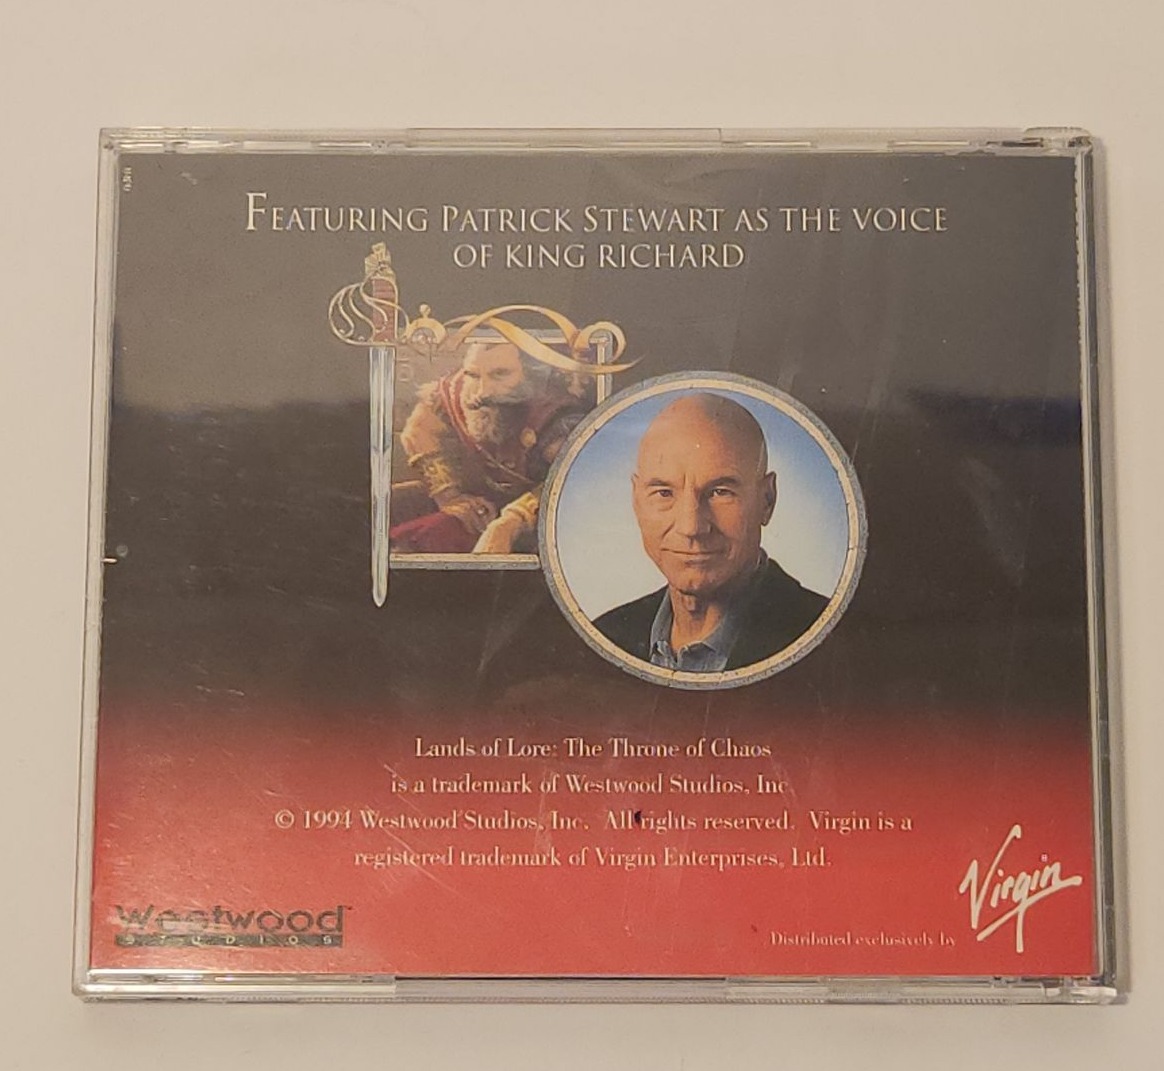 FEATURING PATRICK STEWART AS THE VOICE
OF KING RICHARD
Lands of Lore: The Throne of Chaos
is a trademark of Westwood Studios, Inc.
© 1994 Westwood Studios, Inc. All rights reserved. Virgin is a
registered trademark of Virgin Enterprises, Ltd.
Westwood™
STUDIOS
Distributed exclusively by
Virgin®